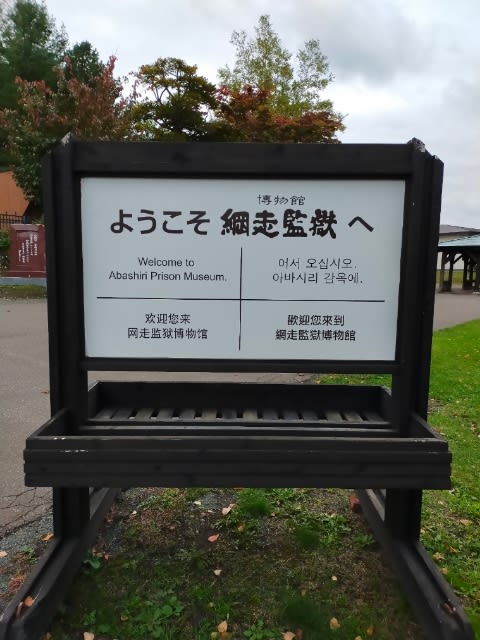 博物館
ようこそ 網走監獄 へ
Welcome to
Abashiri Prison Museum.
어서 오십시오.
아바시리 감옥에.
欢迎您来
网走监狱博物馆
歡迎您來到
網走監獄博物館